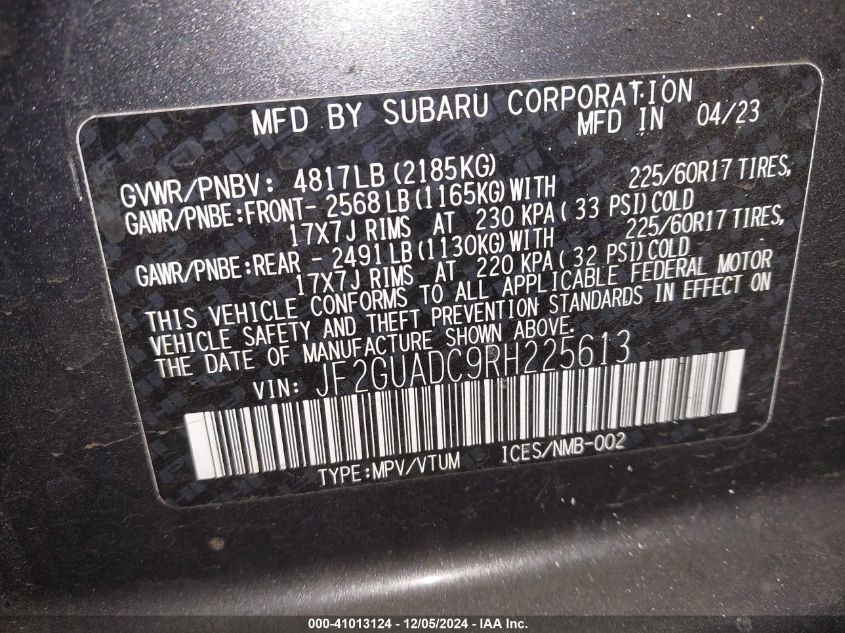 MFD BY SUBARU CORPORATION
MFD IN 04/23
GVWR/PNBV: 4817LB (2185KG)
GAWR/PNBE:FRONT- 2568 LB (1165KG) WITH 225/60R17 TIRES,
17X7J RIMS AT 230 KPA ( 33 PSI) COLD
GAWR/PNBE:REAR - 2491 LB (1130KG) WITH 225/60R17 TIRES,
17X7J RIMS AT 220 KPA ( 32 PSI) COLD
THIS VEHICLE CONFORMS TO ALL APPLICABLE FEDERAL MOTOR
VEHICLE SAFETY AND THEFT PREVENTION STANDARDS IN EFFECT ON
THE DATE OF MANUFACTURE SHOWN ABOVE.
VIN: JF2GUADC9RH225613
TYPE:MPV/VTUM ICES/NMB-002
000-41013124 - 12/05/2024 - IAA Inc.